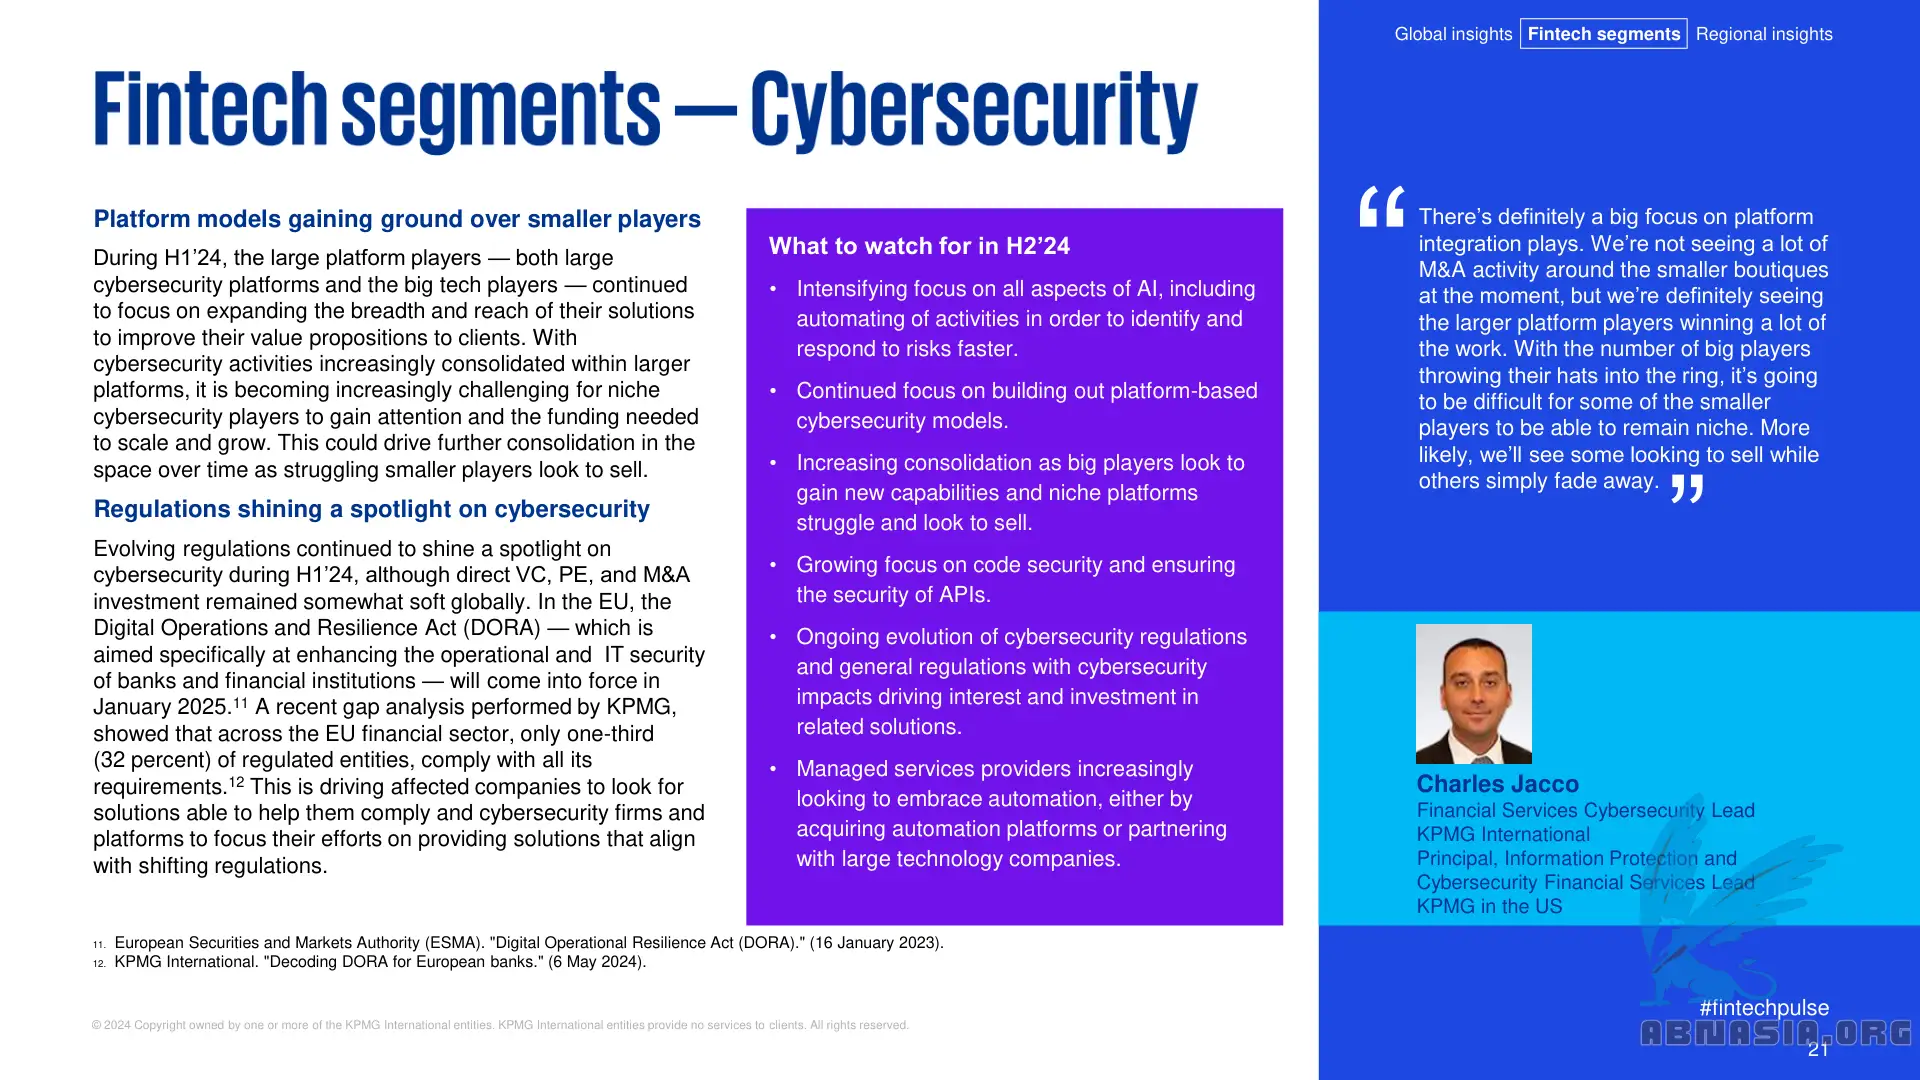 Global insights Fintech segments Regional insights
Fintech segments — Cybersecurity
Platform models gaining ground over smaller players
During H1’24, the large platform players — both large
cybersecurity platforms and the big tech players — continued
to focus on expanding the breadth and reach of their solutions
to improve their value propositions to clients. With
cybersecurity activities increasingly consolidated within larger
platforms, it is becoming increasingly challenging for niche
cybersecurity players to gain attention and the funding needed
to scale and grow. This could drive further consolidation in the
space over time as struggling smaller players look to sell.
Regulations shining a spotlight on cybersecurity
Evolving regulations continued to shine a spotlight on
cybersecurity during H1’24, although direct VC, PE, and M&A
investment remained somewhat soft globally. In the EU, the
Digital Operations and Resilience Act (DORA) — which is
aimed specifically at enhancing the operational and  IT security
of banks and financial institutions — will come into force in
January 2025.11 A recent gap analysis performed by KPMG,
showed that across the EU financial sector, only one-third
(32 percent) of regulated entities, comply with all its
requirements.12 This is driving affected companies to look for
solutions able to help them comply and cybersecurity firms and
platforms to focus their efforts on providing solutions that align
with shifting regulations.
What to watch for in H2’24
• Intensifying focus on all aspects of AI, including
automating of activities in order to identify and
respond to risks faster.
• Continued focus on building out platform-based
cybersecurity models.
• Increasing consolidation as big players look to
gain new capabilities and niche platforms
struggle and look to sell.
• Growing focus on code security and ensuring
the security of APIs.
• Ongoing evolution of cybersecurity regulations
and general regulations with cybersecurity
impacts driving interest and investment in
related solutions.
• Managed services providers increasingly
looking to embrace automation, either by
acquiring automation platforms or partnering
with large technology companies.
“ There’s definitely a big focus on platform
integration plays. We’re not seeing a lot of
M&A activity around the smaller boutiques
at the moment, but we’re definitely seeing
the larger platform players winning a lot of
the work. With the number of big players
throwing their hats into the ring, it’s going
to be difficult for some of the smaller
players to be able to remain niche. More
likely, we’ll see some looking to sell while
others simply fade away. ”
Charles Jacco
Financial Services Cybersecurity Lead
KPMG International
Principal, Information Protection and
Cybersecurity Financial Services Lead
KPMG in the US
11. European Securities and Markets Authority (ESMA). "Digital Operational Resilience Act (DORA)." (16 January 2023).
12. KPMG International. "Decoding DORA for European banks." (6 May 2024).
© 2024 Copyright owned by one or more of the KPMG International entities. KPMG International entities provide no services to clients. All rights reserved.
#fintechpulse
ABNASIA.ORG
21